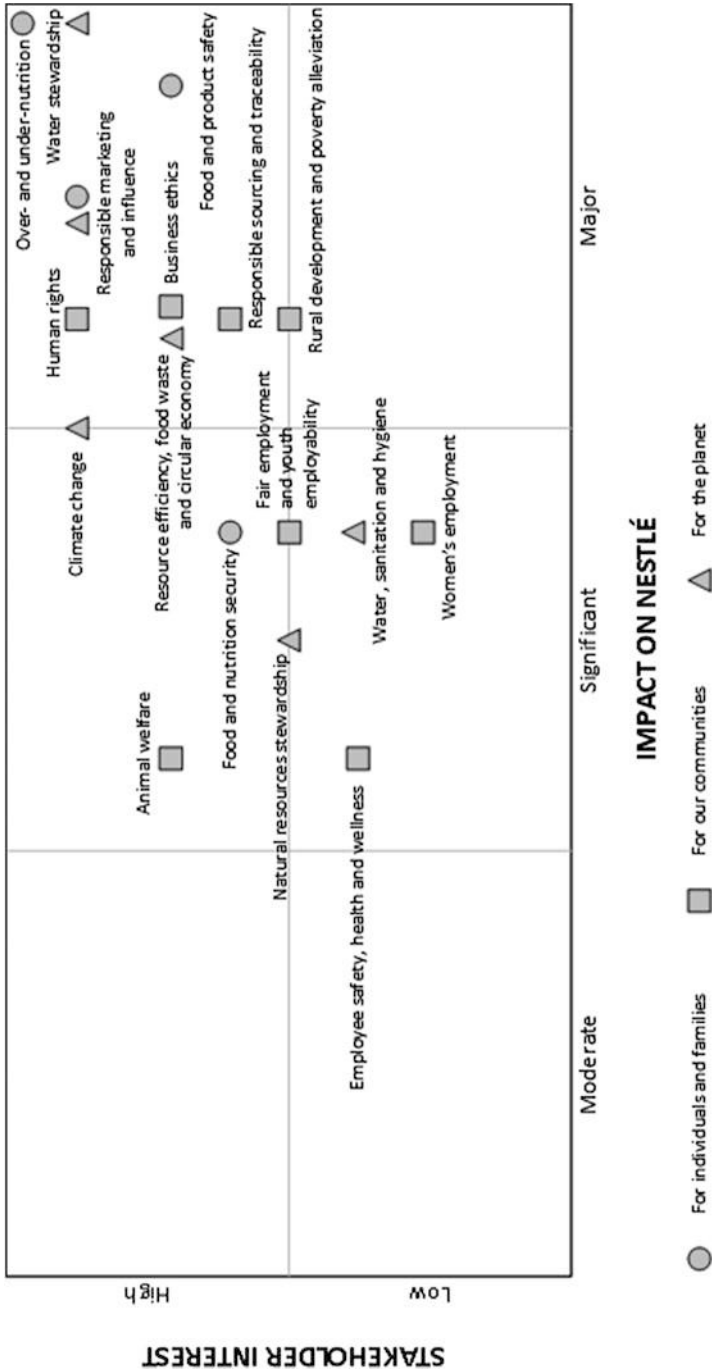 Over- and under-nutrition
Water stewardship
Human rights
Responsible marketing
and influence
Climate change
Business ethics
Food and product safety
Resource efficiency, food waste
and circular economy
Animal welfare
Responsible sourcing and traceability
Food and nutrition security
Fair employment
and youth
employability
Rural development and poverty alleviation
Natural resources stewardship
Water, sanitation and hygiene
Employee safety, health and wellness
Women's employment
High
Low
STAKEHOLDER INTEREST
Moderate
Significant
Major
IMPACT ON NESTLÉ
For individuals and families
For our communities
For the planet